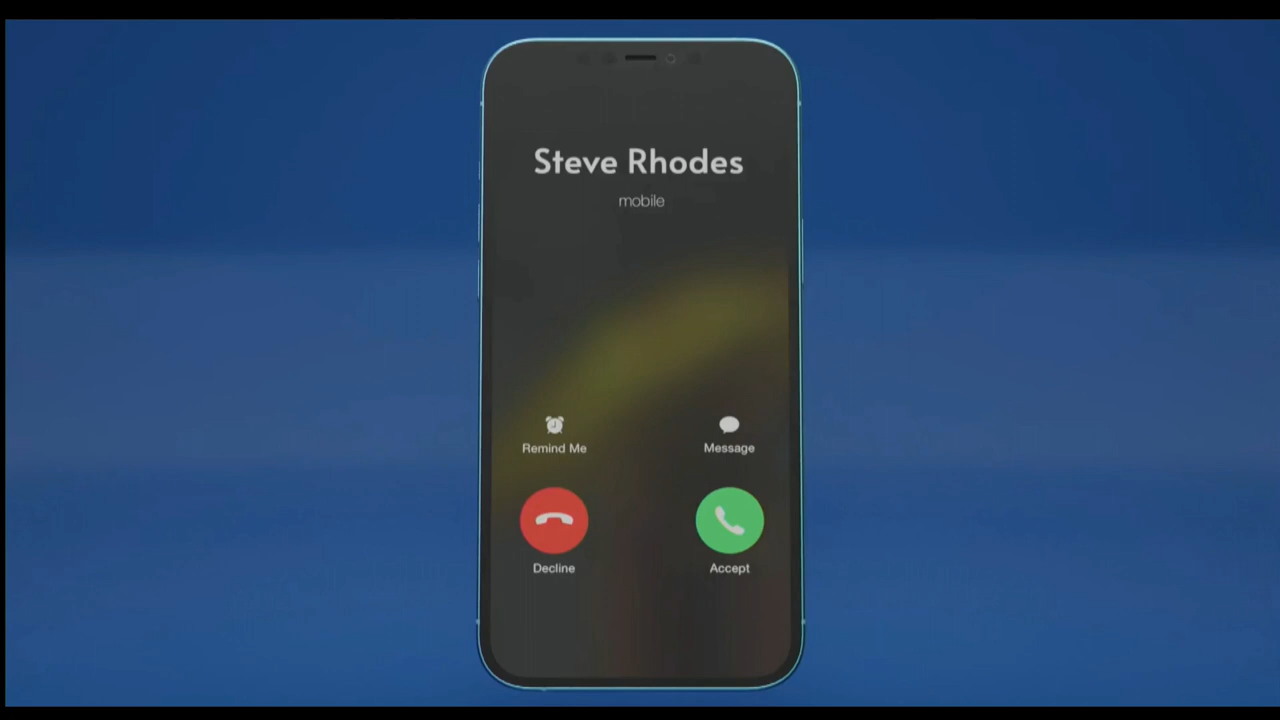 Steve Rhodes
mobile
Remind Me
Message
Decline
Accept